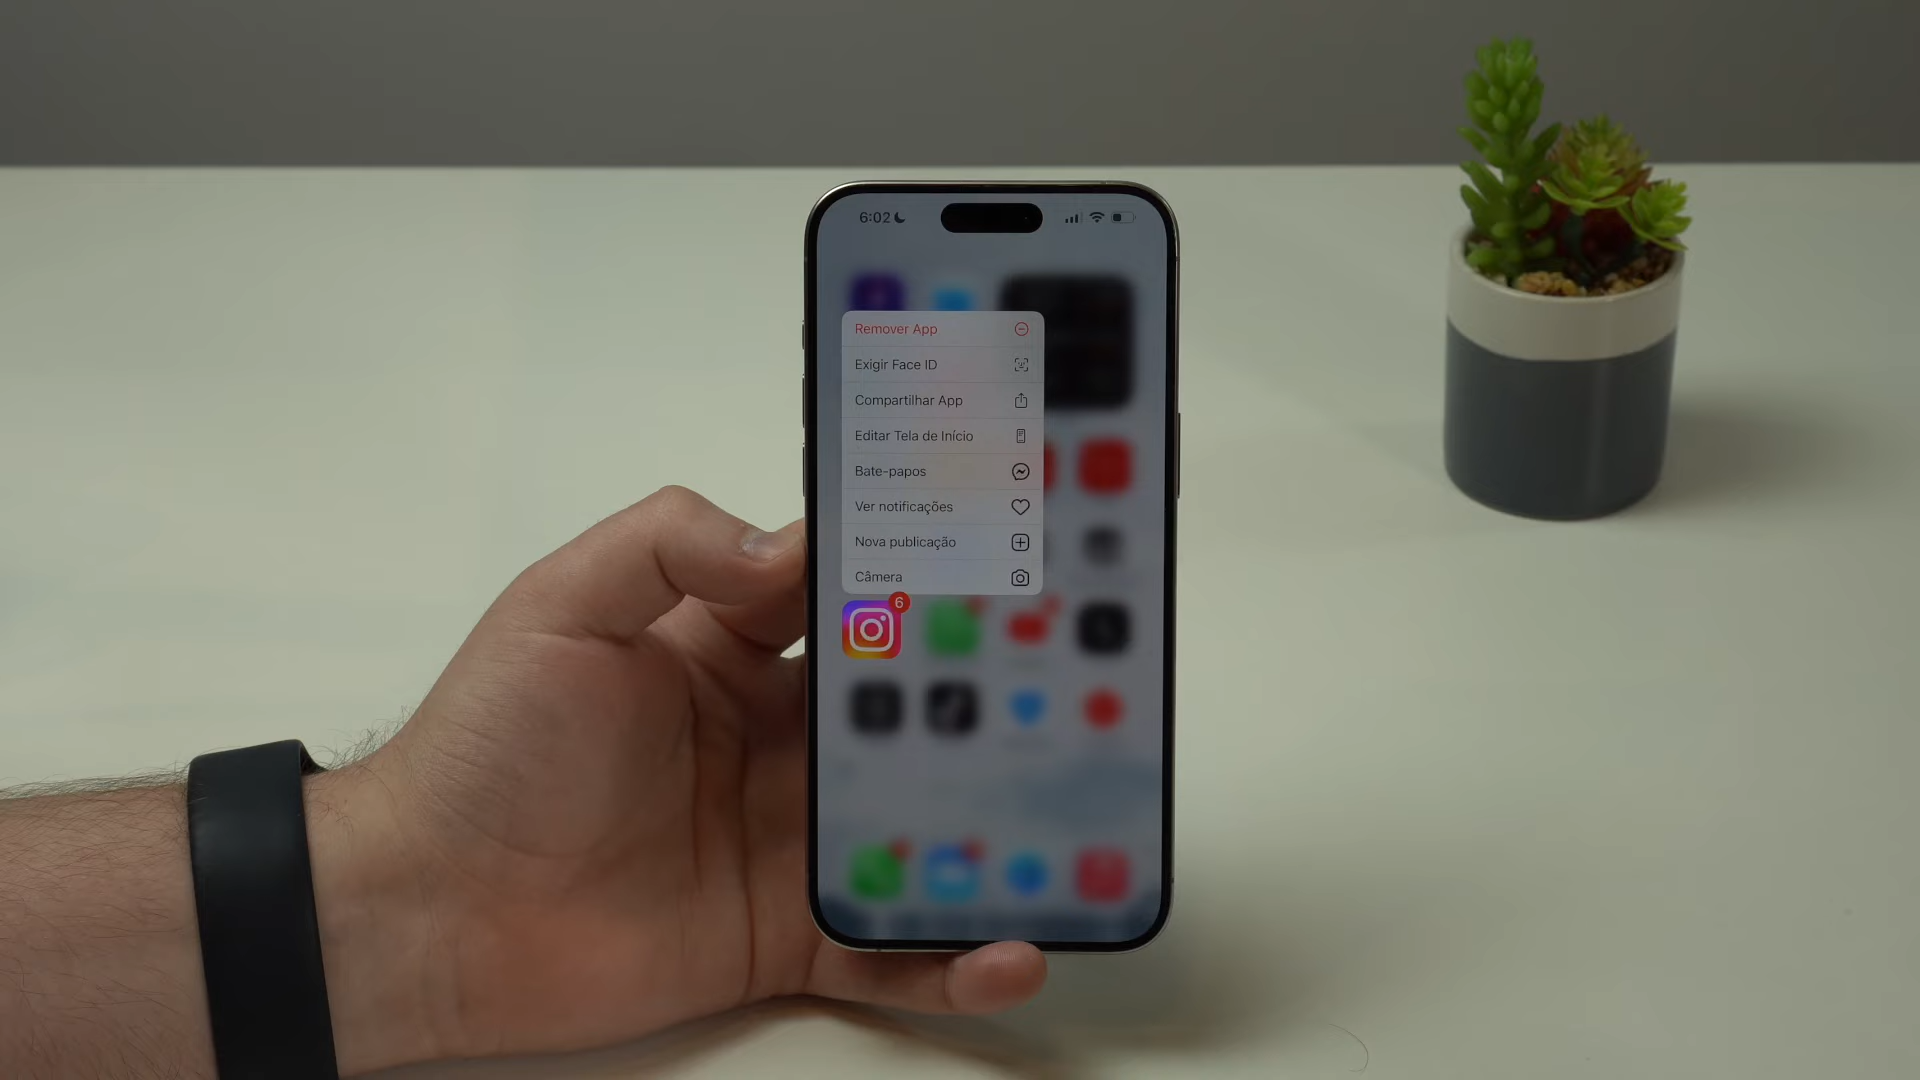 6:02
Remover App
Exigir Face ID
Compartilhar App
Editar Tela de Início
Bate-papos
Ver notificações
Nova publicação
Câmera
6